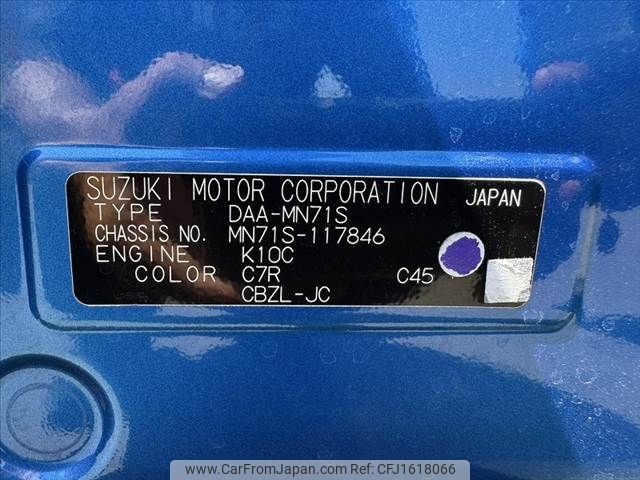 SUZUKI MOTOR CORPORATION JAPAN
TYPE DAA-MN71S
CHASSIS NO. MN71S-117846
ENGINE K10C
COLOR C7R C45
CBZL-JC
www.CarFromJapan.com - CFJ1618066